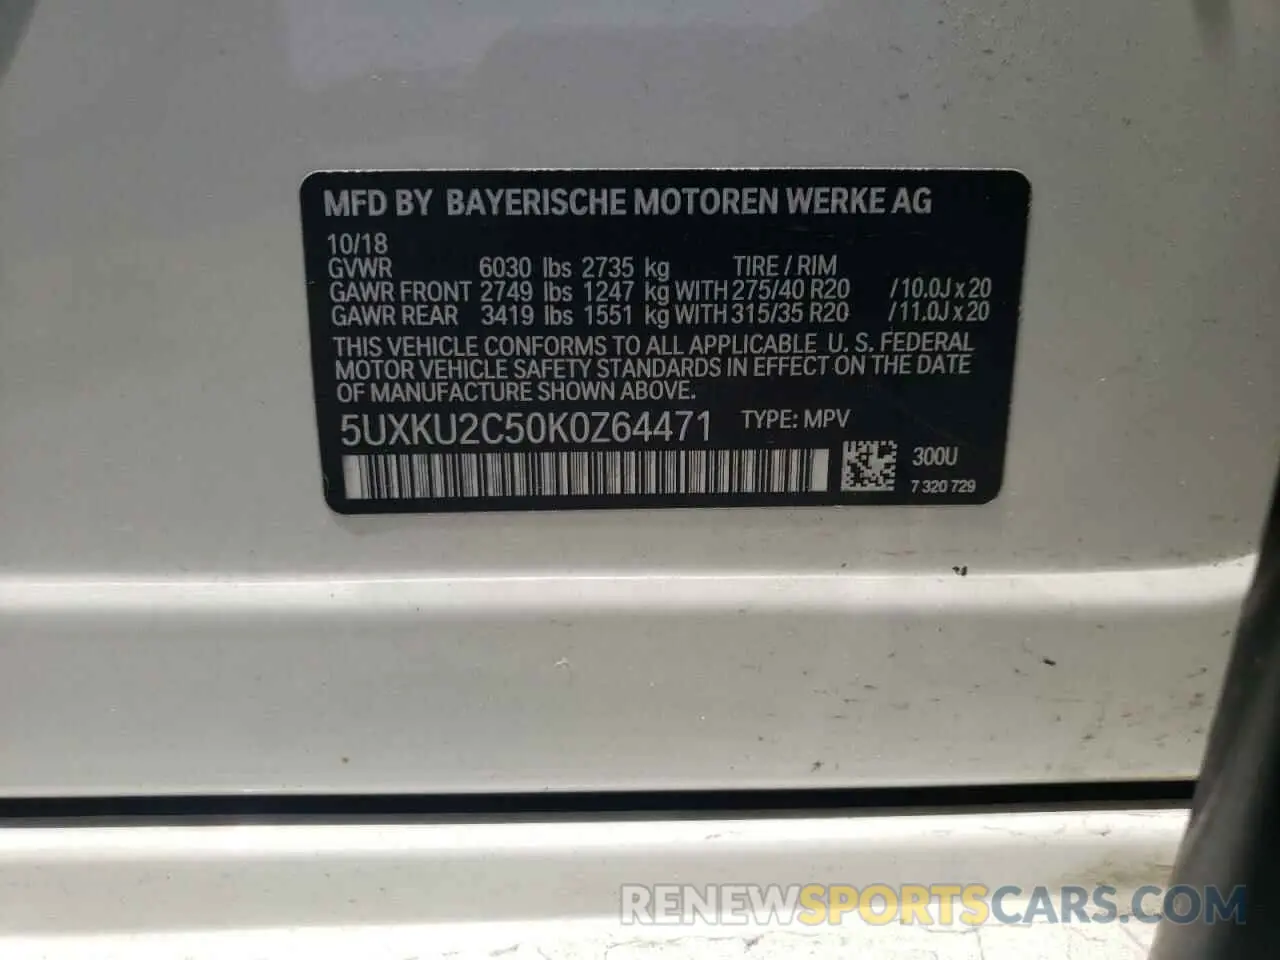 MFD BY BAYERISCHE MOTOREN WERKE AG
10/18
GVWR 6030 lbs 2735 kg TIRE / RIM
GAWR FRONT 2749 lbs 1247 kg WITH 275/40 R20 /10.0J x 20
GAWR REAR 3419 lbs 1551 kg WITH 315/35 R20 /11.0J x 20
THIS VEHICLE CONFORMS TO ALL APPLICABLE U. S. FEDERAL
MOTOR VEHICLE SAFETY STANDARDS IN EFFECT ON THE DATE
OF MANUFACTURE SHOWN ABOVE.
5UXKU2C50K0Z64471 TYPE: MPV
300U
7 320 729
RENEWSPORTSCARS.COM